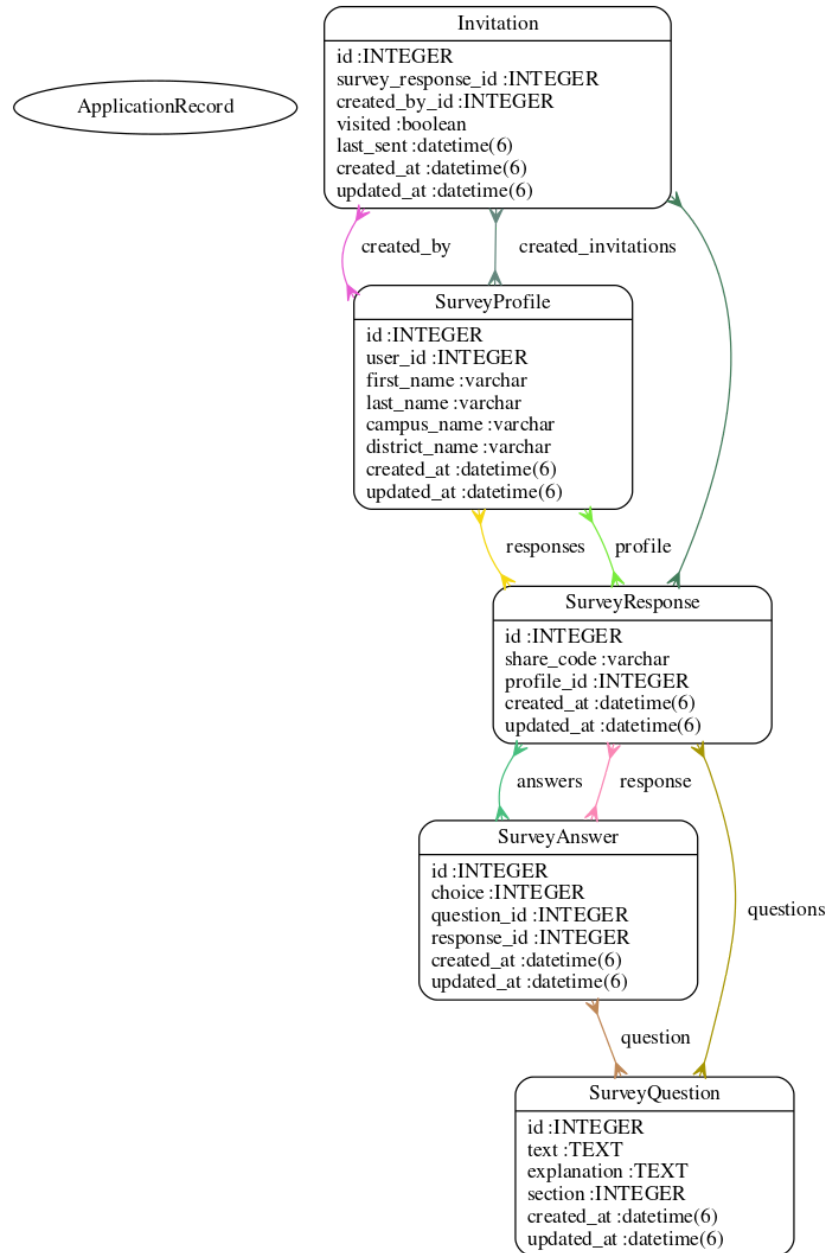 Invitation
id :INTEGER
survey_response_id :INTEGER
created_by_id :INTEGER
visited :boolean
last_sent :datetime(6)
created_at :datetime(6)
updated_at :datetime(6)
ApplicationRecord
created_by
created_invitations
SurveyProfile
id :INTEGER
user_id :INTEGER
first_name :varchar
last_name :varchar
campus_name :varchar
district_name :varchar
created_at :datetime(6)
updated_at :datetime(6)
responses
profile
SurveyResponse
id :INTEGER
share_code :varchar
profile_id :INTEGER
created_at :datetime(6)
updated_at :datetime(6)
answers
response
SurveyAnswer
id :INTEGER
choice :INTEGER
question_id :INTEGER
response_id :INTEGER
created_at :datetime(6)
updated_at :datetime(6)
questions
question
SurveyQuestion
id :INTEGER
text :TEXT
explanation :TEXT
section :INTEGER
created_at :datetime(6)
updated_at :datetime(6)